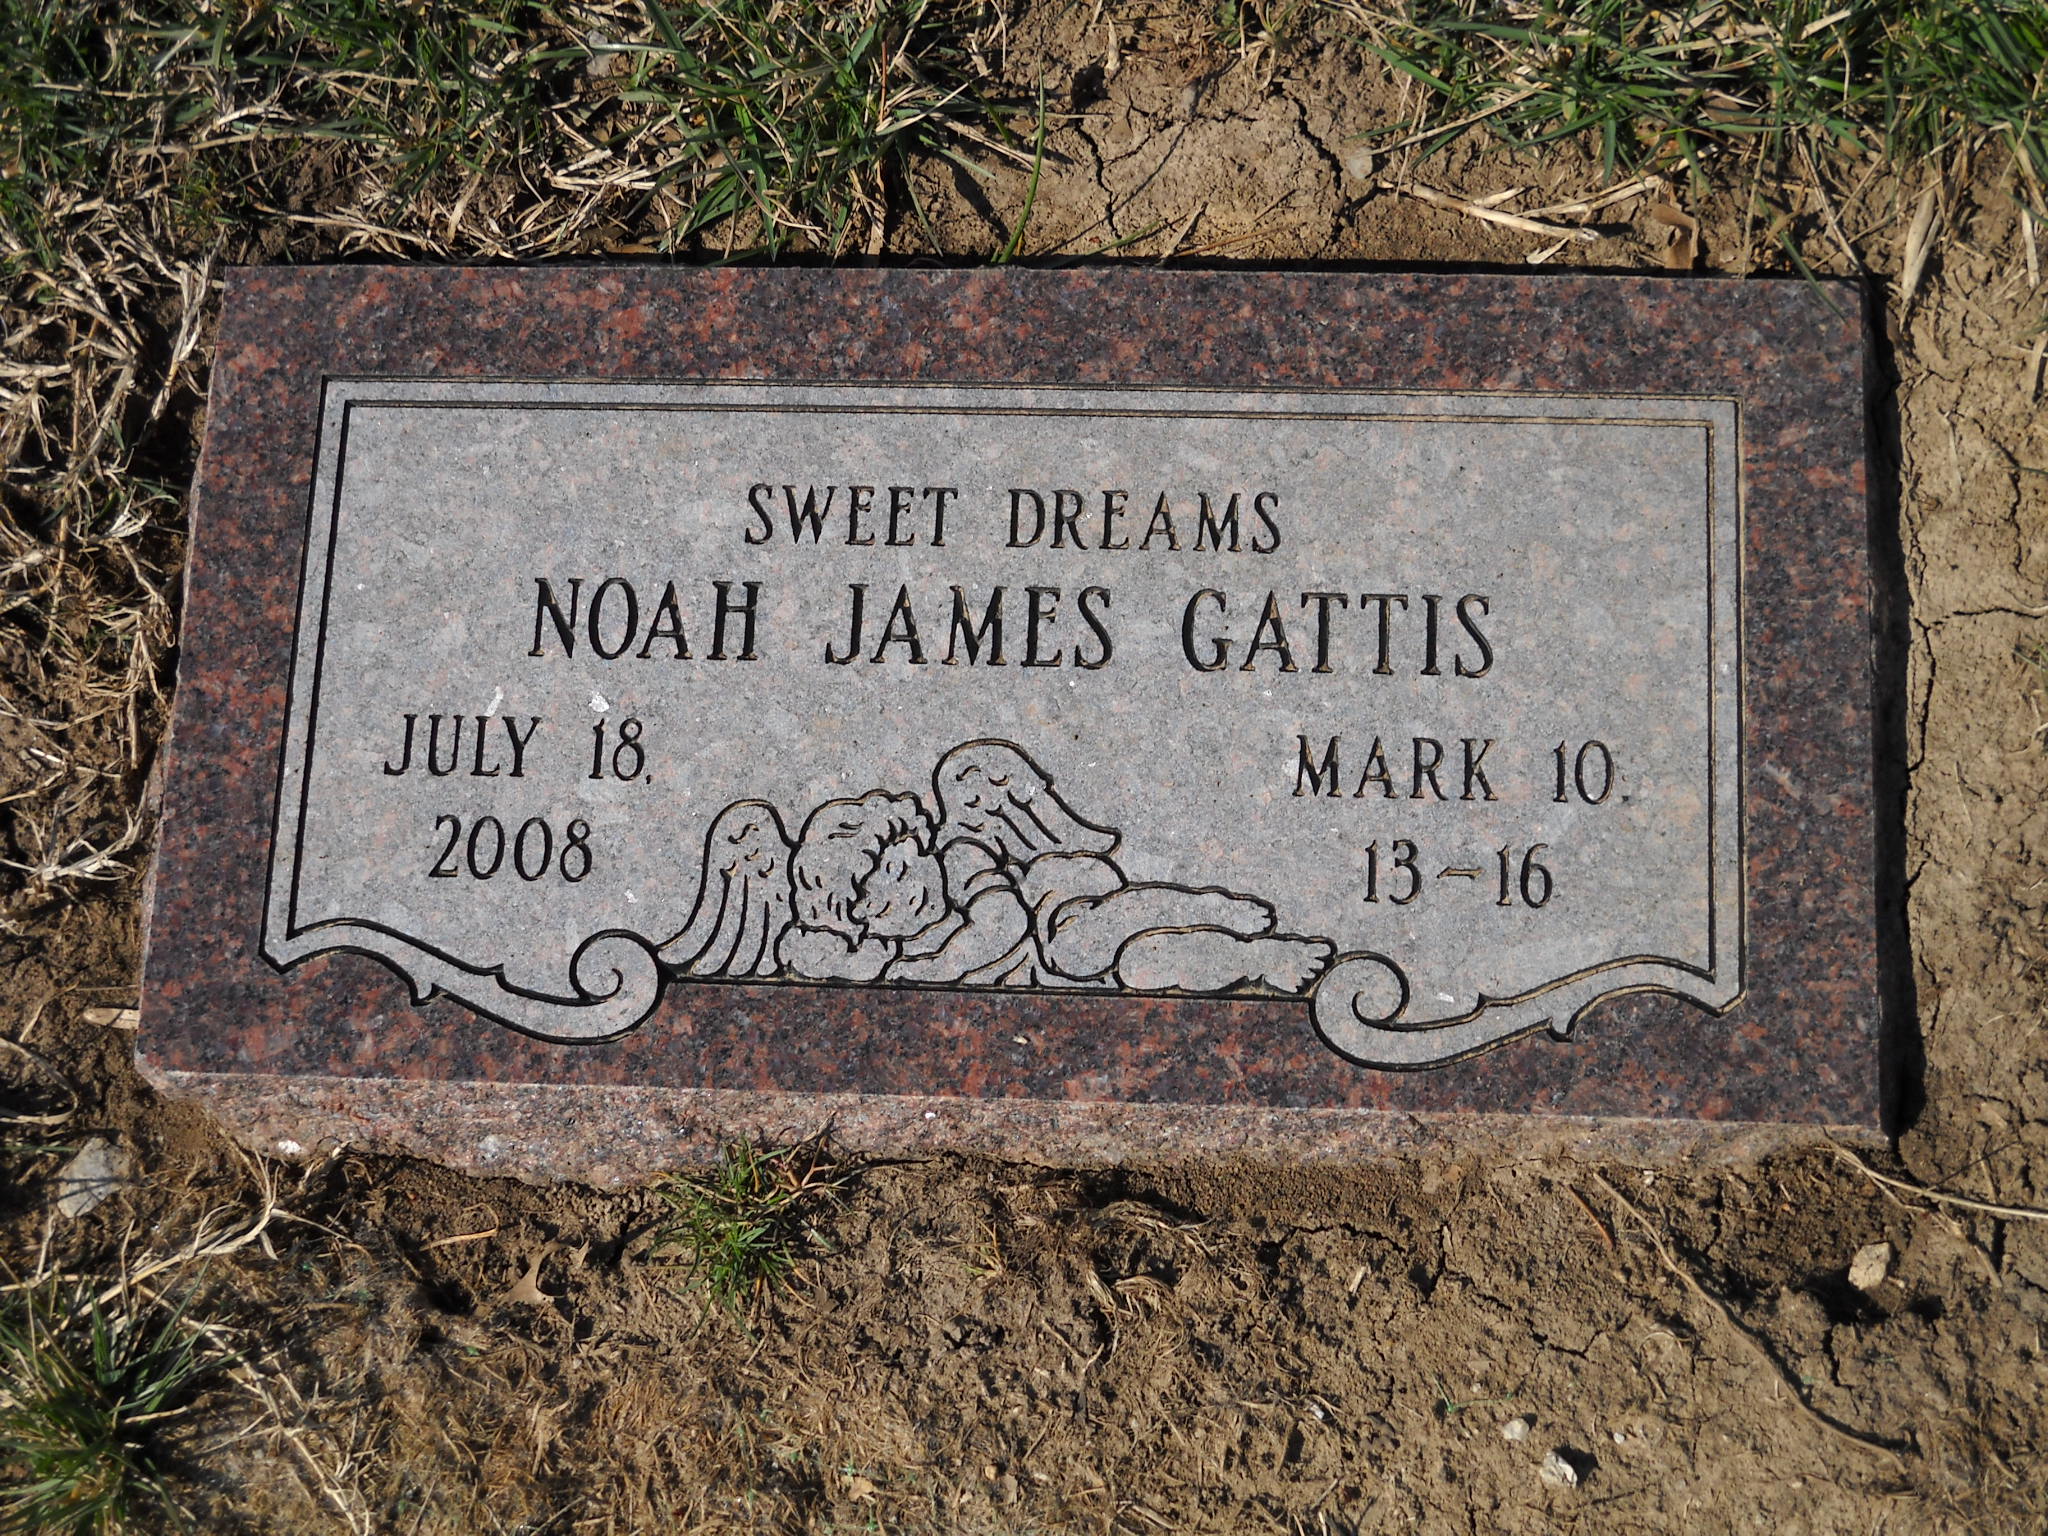 SWEET DREAMS
NOAH JAMES GATTIS
JULY 18,
2008
MARK 10,
13-16